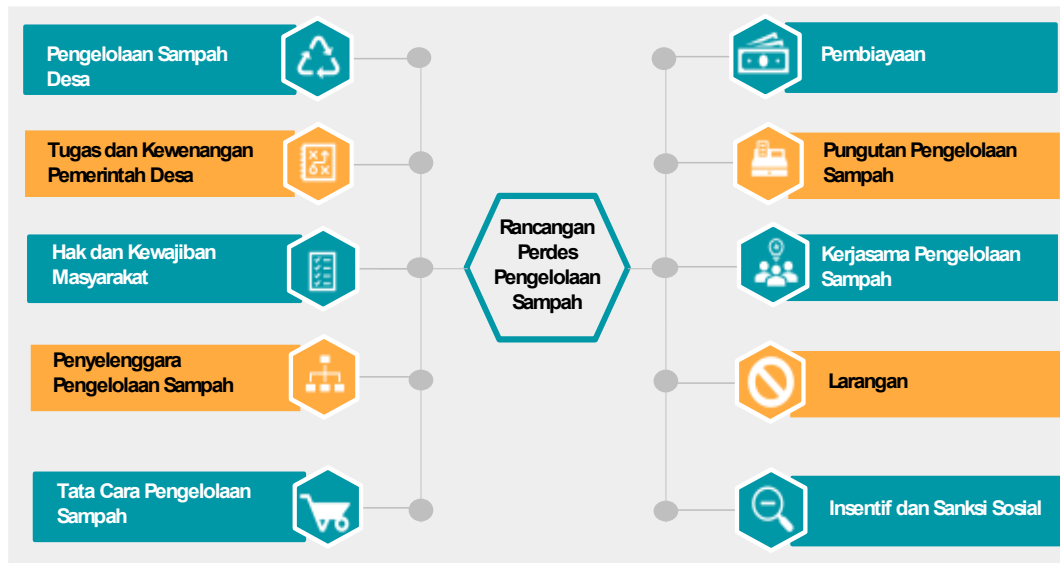 Pengelolaan Sampah
Desa
Tugas dan Kewenangan
Pemerintah Desa
Hak dan Kewajiban
Masyarakat
Penyelenggara
Pengelolaan Sampah
Tata Cara Pengelolaan
Sampah
Rancangan
Perdes
Pengelolaan
Sampah
Pembiayaan
Pungutan Pengelolaan
Sampah
Kerjasama Pengelolaan
Sampah
Larangan
Insentif dan Sanksi Sosial